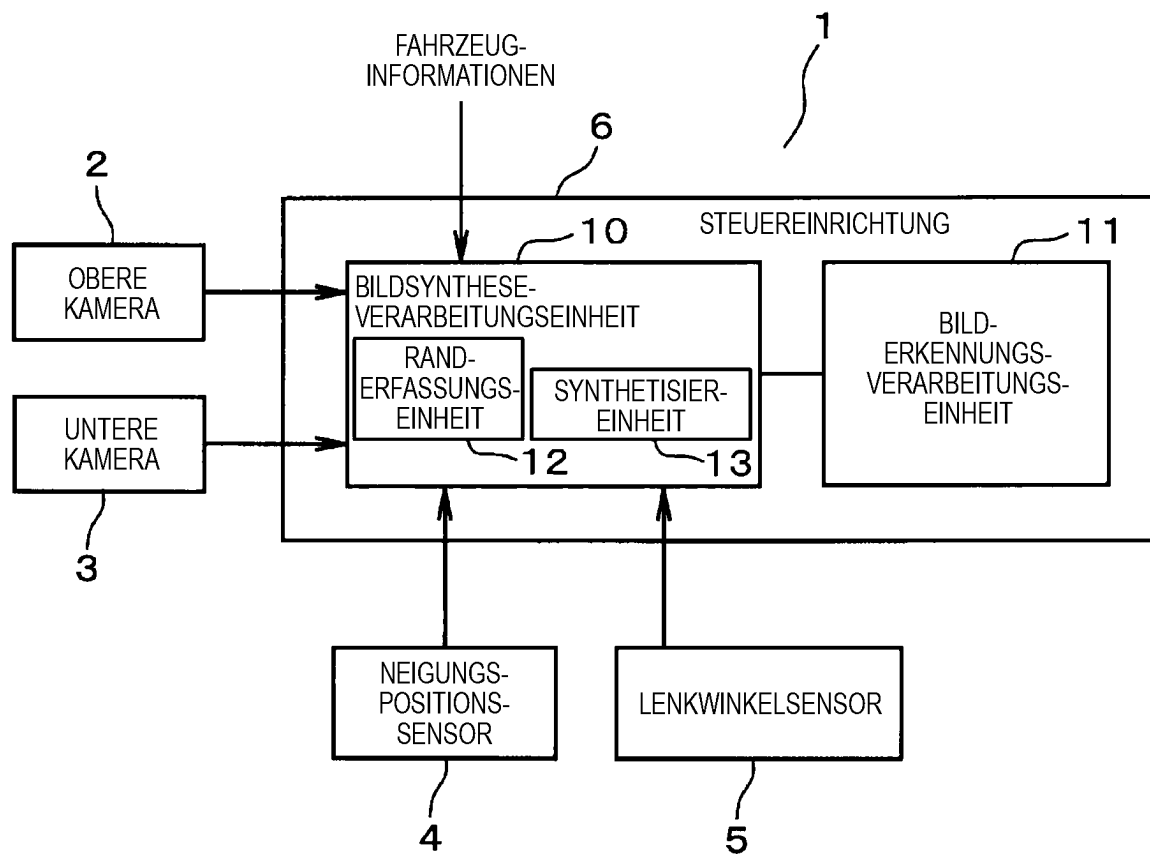 FAHRZEUG-
INFORMATIONEN
1
6
2
STEUEREINRICHTUNG
10
11
OBERE
KAMERA
BILDSYNTHESE-
VERARBEITUNGSEINHEIT
BILD-
ERKENNUNGS-
VERARBEITUNGS-
EINHEIT
RAND-
ERFASSUNGS-
EINHEIT
SYNTHETISIER-
EINHEIT
UNTERE
KAMERA
12
13
3
NEIGUNGS-
POSITIONS-
SENSOR
LENKWINKELSENSOR
4
5